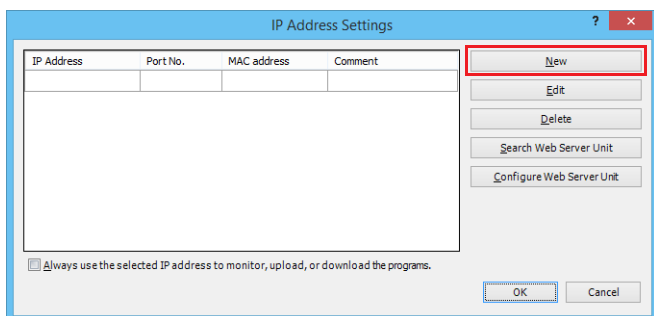 IP Address Settings ? ×
IP Address Port No. MAC address Comment
New
Edit
Delete
Search Web Server Unit
Configure Web Server Unit
Always use the selected IP address to monitor, upload, or download the programs.
OK Cancel